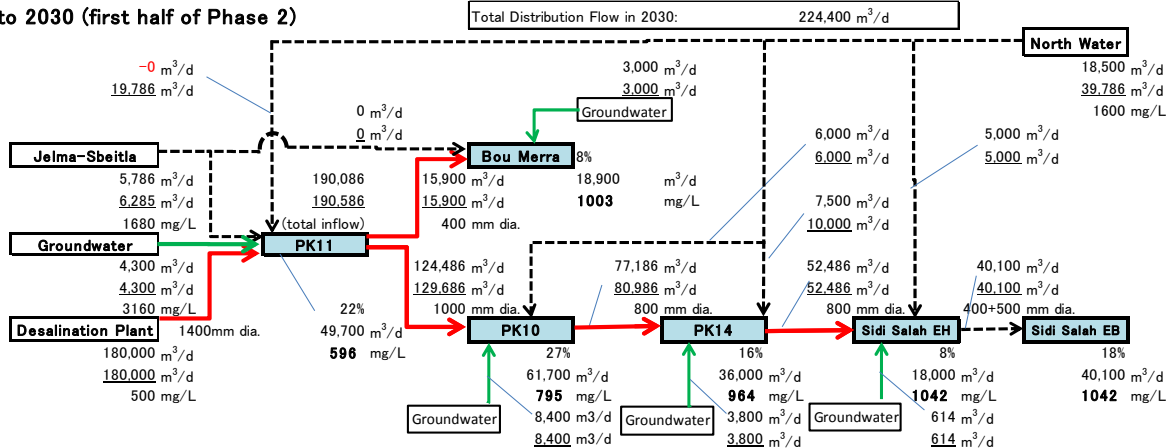 to 2030 (first half of Phase 2)
Total Distribution Flow in 2030: 224,400 m³/d
North Water
18,500 m³/d
39,786 m³/d
1600 mg/L
-0 m³/d
19,786 m³/d
0 m³/d
0 m³/d
3,000 m³/d
3,000 m³/d
Groundwater
6,000 m³/d
6,000 m³/d
5,000 m³/d
5,000 m³/d
Jelma-Sbeitla
5,786 m³/d
6,285 m³/d
1680 mg/L
Bou Merra
8%
18,900 m³/d
1003 mg/L
190,086
190,586
(total inflow)
15,900 m³/d
15,900 m³/d
400 mm dia.
7,500 m³/d
10,000 m³/d
Groundwater
4,300 m³/d
4,300 m³/d
3160 mg/L
PK11
22%
49,700 m³/d
596 mg/L
124,486 m³/d
129,686 m³/d
1000 mm dia.
77,186 m³/d
80,986 m³/d
800 mm dia.
52,486 m³/d
52,486 m³/d
800 mm dia.
40,100 m³/d
40,100 m³/d
400+500 mm dia.
Desalination Plant
1400mm dia.
180,000 m³/d
180,000 m³/d
500 mg/L
PK10
27%
61,700 m³/d
795 mg/L
Groundwater
8,400 m3/d
8,400 m3/d
PK14
16%
36,000 m³/d
964 mg/L
Groundwater
3,800 m³/d
3,800 m³/d
Sidi Salah EH
8%
18,000 m³/d
1042 mg/L
Groundwater
614 m³/d
614 m³/d
Sidi Salah EB
18%
40,100 m³/d
1042 mg/L